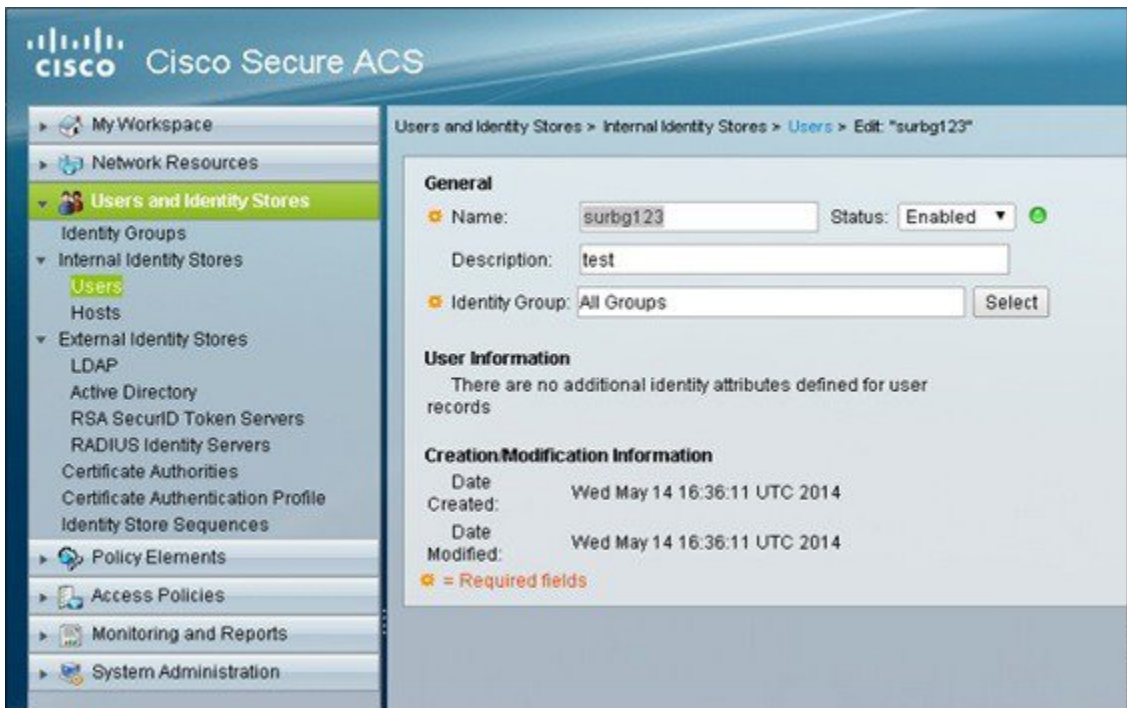 CISCO Cisco Secure ACS
My Workspace
Network Resources
Users and Identity Stores
Identity Groups
Internal Identity Stores
Users
Hosts
External Identity Stores
LDAP
Active Directory
RSA SecurID Token Servers
RADIUS Identity Servers
Certificate Authorities
Certificate Authentication Profile
Identity Store Sequences
Policy Elements
Access Policies
Monitoring and Reports
System Administration
Users and Identity Stores > Internal Identity Stores > Users > Edit: "surbg123"
General
Name: surbg123 Status: Enabled
Description: test
Identity Group: All Groups Select
User Information
There are no additional identity attributes defined for user
records
Creation/Modification Information
Date
Created: Wed May 14 16:36:11 UTC 2014
Date
Modified: Wed May 14 16:36:11 UTC 2014
= Required fields